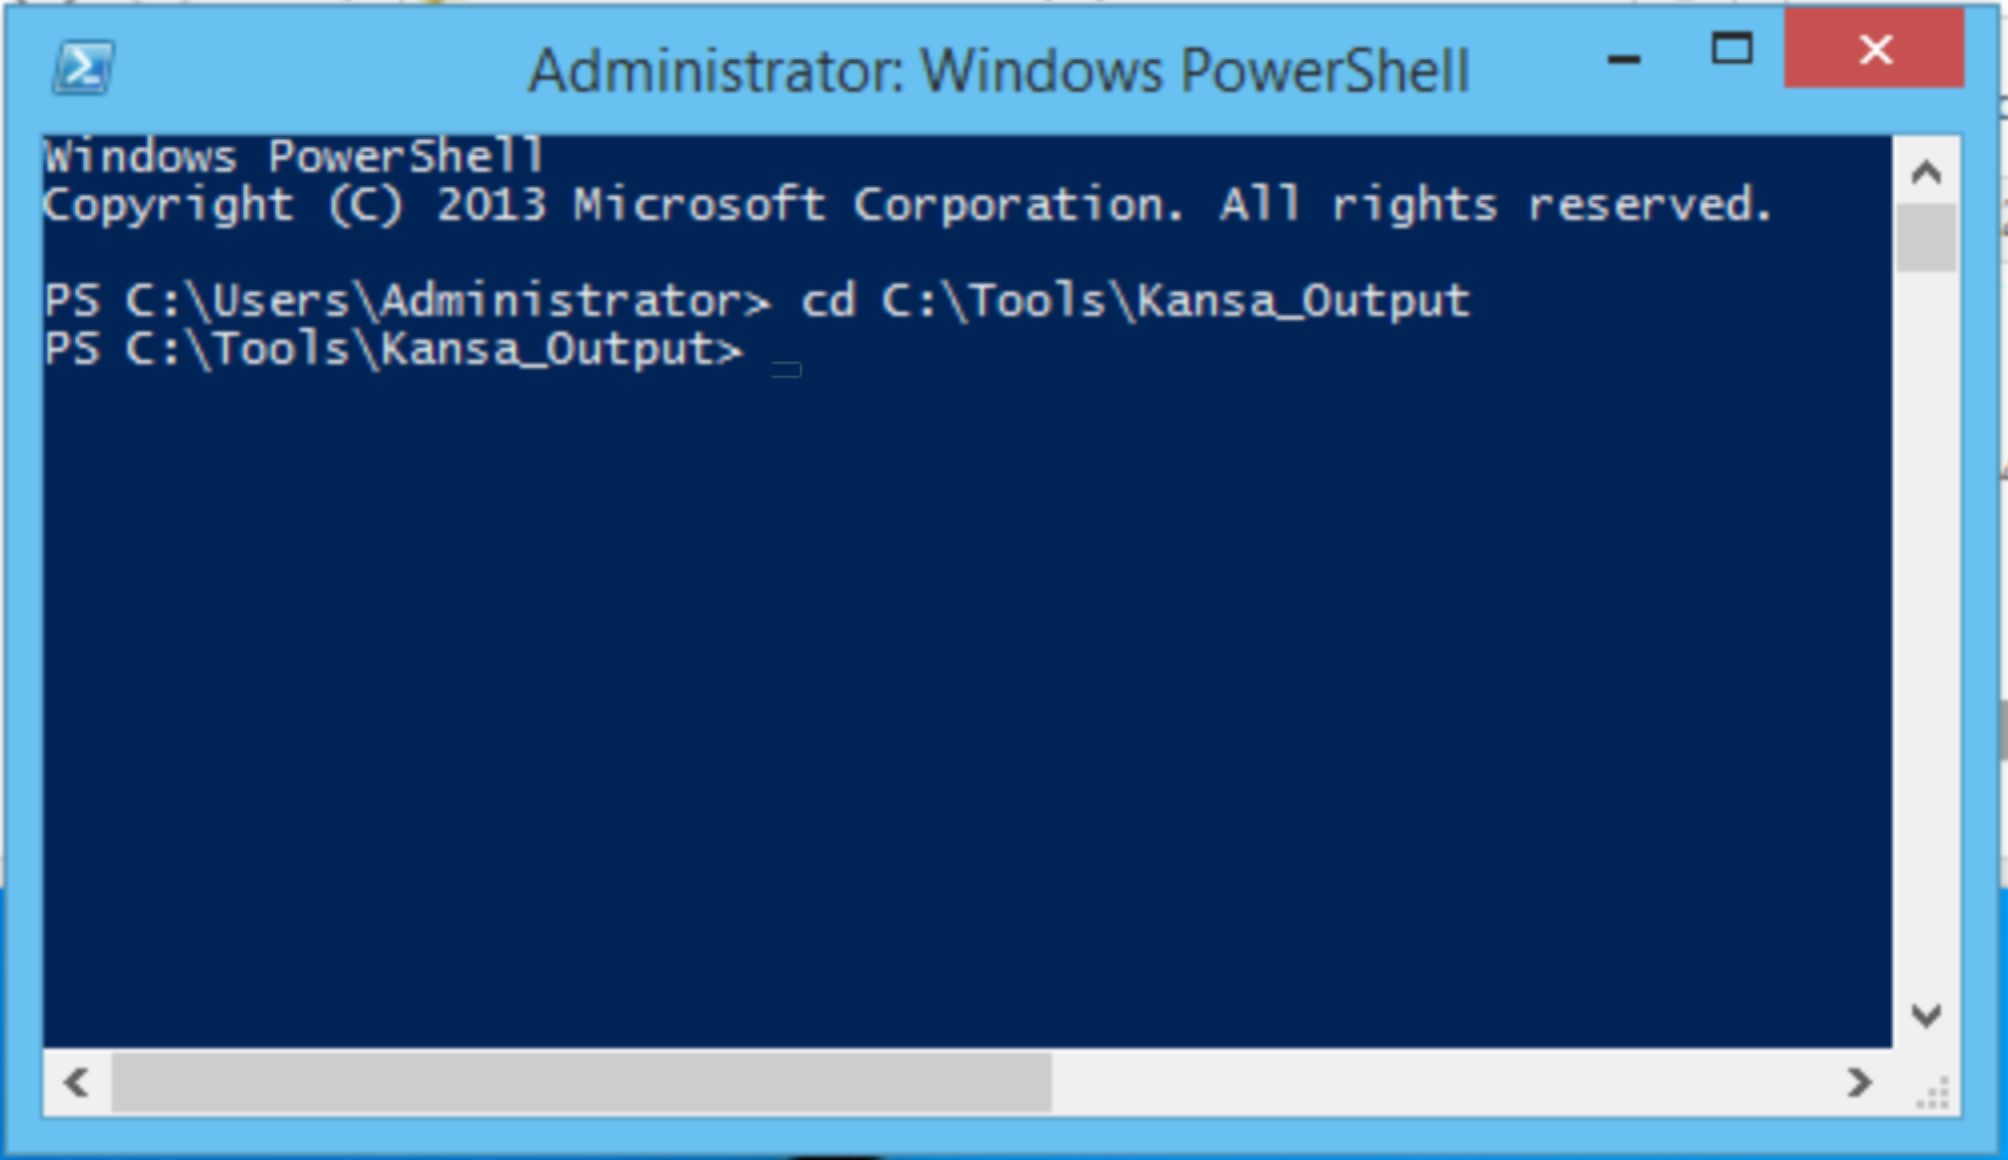 Administrator: Windows PowerShell
Windows PowerShell
Copyright (C) 2013 Microsoft Corporation. All rights reserved.
PS C:\Users\Administrator> cd C:\Tools\Kansa_Output
PS C:\Tools\Kansa_Output>